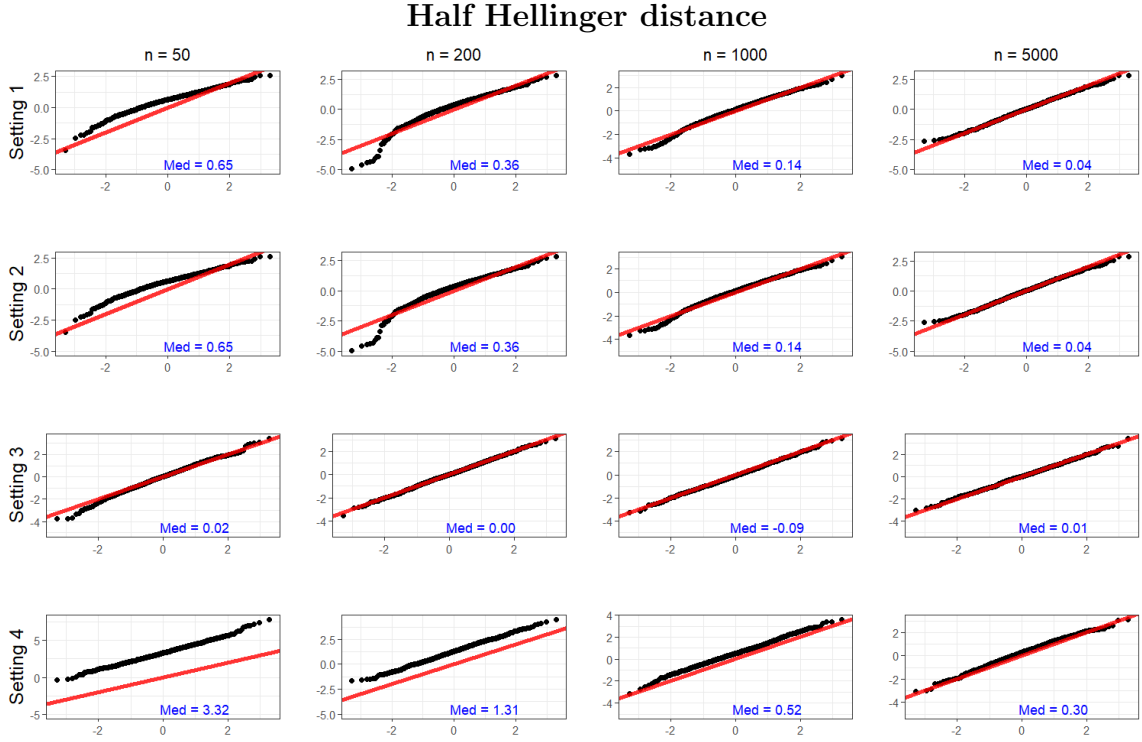 Half Hellinger distance
n = 50
n = 200
n = 1000
n = 5000
Setting 1
2.5
0.0
-2.5
-5.0
Med = 0.65
-2 0 2
2.5
0.0
-2.5
-5.0
Med = 0.36
-2 0 2
2
0
-2
-4
Med = 0.14
-2 0 2
2.5
0.0
-2.5
-5.0
Med = 0.04
-2 0 2
Setting 2
2.5
0.0
-2.5
-5.0
Med = 0.65
-2 0 2
2.5
0.0
-2.5
-5.0
Med = 0.36
-2 0 2
2
0
-2
-4
Med = 0.14
-2 0 2
2.5
0.0
-2.5
-5.0
Med = 0.04
-2 0 2
Setting 3
2
0
-2
-4
Med = 0.02
-2 0 2
2
0
-2
-4
Med = 0.00
-2 0 2
2
0
-2
-4
Med = -0.09
-2 0 2
2
0
-2
-4
Med = 0.01
-2 0 2
Setting 4
5
0
-5
Med = 3.32
-2 0 2
2.5
0.0
-2.5
-5.0
Med = 1.31
-2 0 2
4
2
0
-2
-4
Med = 0.52
-2 0 2
2
0
-2
-4
Med = 0.30
-2 0 2